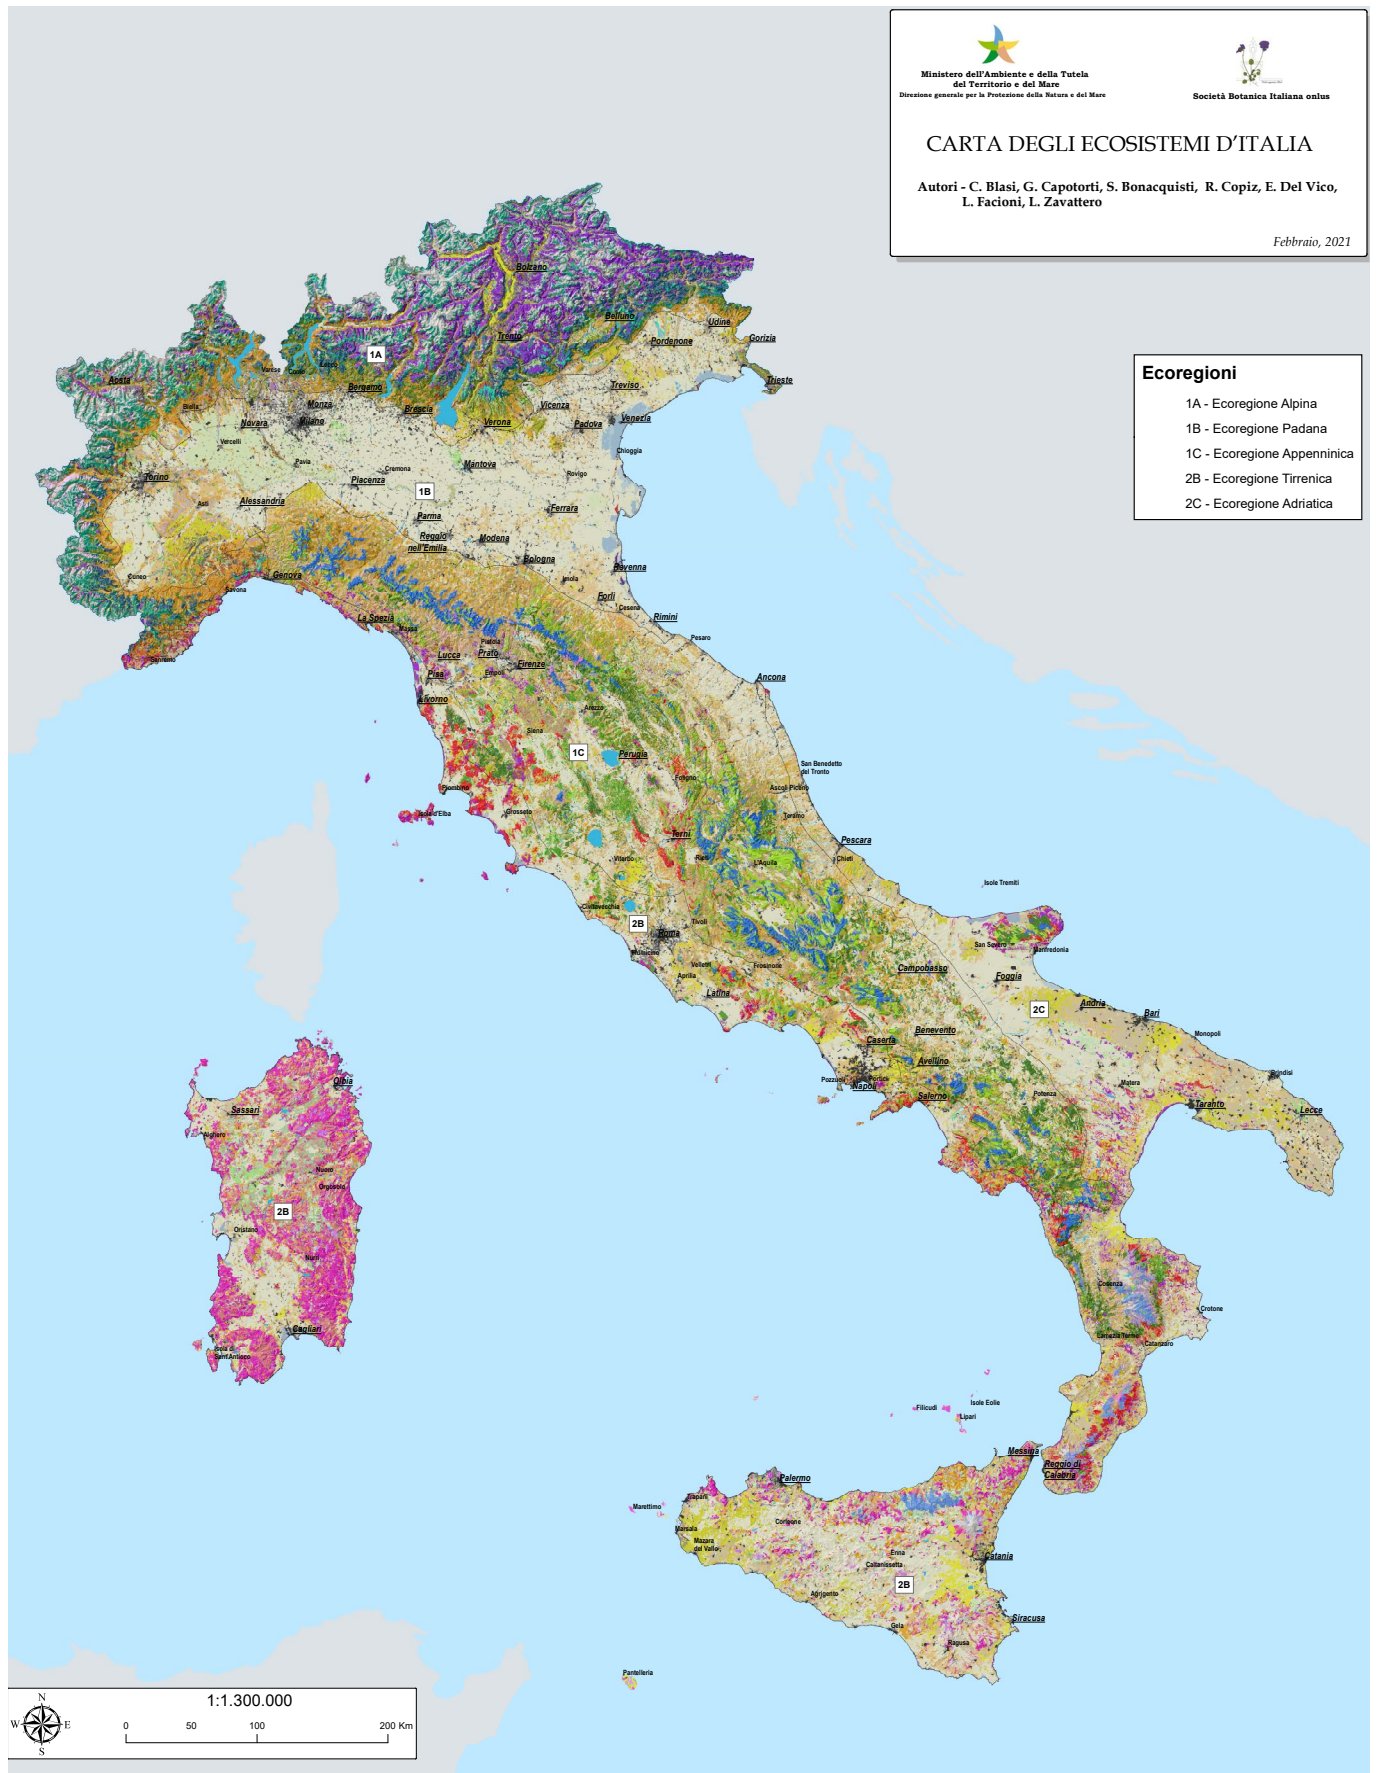 Ministero dell'Ambiente e della Tutela
del Territorio e del Mare
Direzione generale per la Protezione della Natura e del Mare
Società Botanica Italiana onlus
CARTA DEGLI ECOSISTEMI D'ITALIA
Autori - C. Blasi, G. Capotorti, S. Bonacquisti, R. Copiz, E. Del Vico,
L. Facioni, L. Zavattero
Febbraio, 2021
Ecoregioni
1A - Ecoregione Alpina
1B - Ecoregione Padana
1C - Ecoregione Appenninica
2B - Ecoregione Tirrenica
2C - Ecoregione Adriatica
Bolzano
Belluno
Udine
Trento
Pordenone
Gorizia
1A
Varese
Como
Lecco
Aosta
Bergamo
Treviso
Trieste
Biella
Monza
Brescia
Vicenza
Novara
Milano
Verona
Padova
Venezia
Vercelli
Chioggia
Pavia
Cremona
Mantova
Rovigo
Torino
Piacenza
1B
Asti
Alessandria
Ferrara
Parma
Reggio
nell'Emilia
Modena
Bologna
Ravenna
Cuneo
Genova
Imola
Savona
Forlì
Cesena
La Spezia
Massa
Rimini
Pesaro
Pistoia
Sanremo
Lucca
Prato
Firenze
Pisa
Empoli
Ancona
Livorno
Arezzo
Siena
1C
Perugia
San Benedetto
del Tronto
Foligno
Piombino
Ascoli Piceno
Isola d'Elba
Grosseto
Teramo
Terni
Pescara
Viterbo
Rieti
L'Aquila
Chieti
Isole Tremiti
Civitavecchia
2B
Roma
Tivoli
San Severo
Manfredonia
Fiumicino
Velletri
Frosinone
Campobasso
Aprilia
Foggia
Latina
2C
Andria
Bari
Benevento
Caserta
Monopoli
Avellino
Pozzuoli
Portici
Napoli
Matera
Brindisi
Salerno
Potenza
Taranto
Lecce
Olbia
Sassari
Alghero
Nuoro
Orgosolo
2B
Oristano
Nurri
Cagliari
Isola di
Sant'Antioco
Cosenza
Crotone
Lamezia Terme
Catanzaro
Isole Eolie
Filicudi
Lipari
Messina
Reggio di
Calabria
Palermo
Trapani
Marettimo
Corleone
Marsala
Mazara
del Vallo
Enna
Caltanissetta
Catania
2B
Agrigento
Siracusa
Gela
Ragusa
Pantelleria
N
W
E
S
1:1.300.000
0 50 100 200 Km